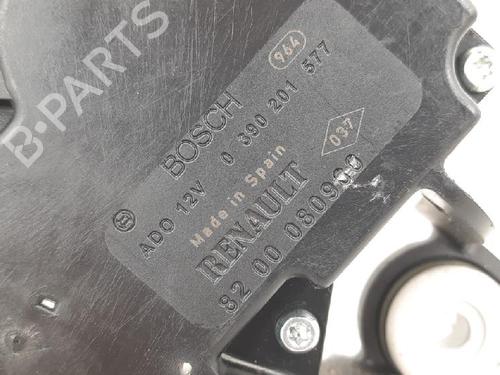 B-PARTS
964
BOSCH
ADO 12V 0 390 201 577
Made in Spain
037
RENAULT
82 00 080900